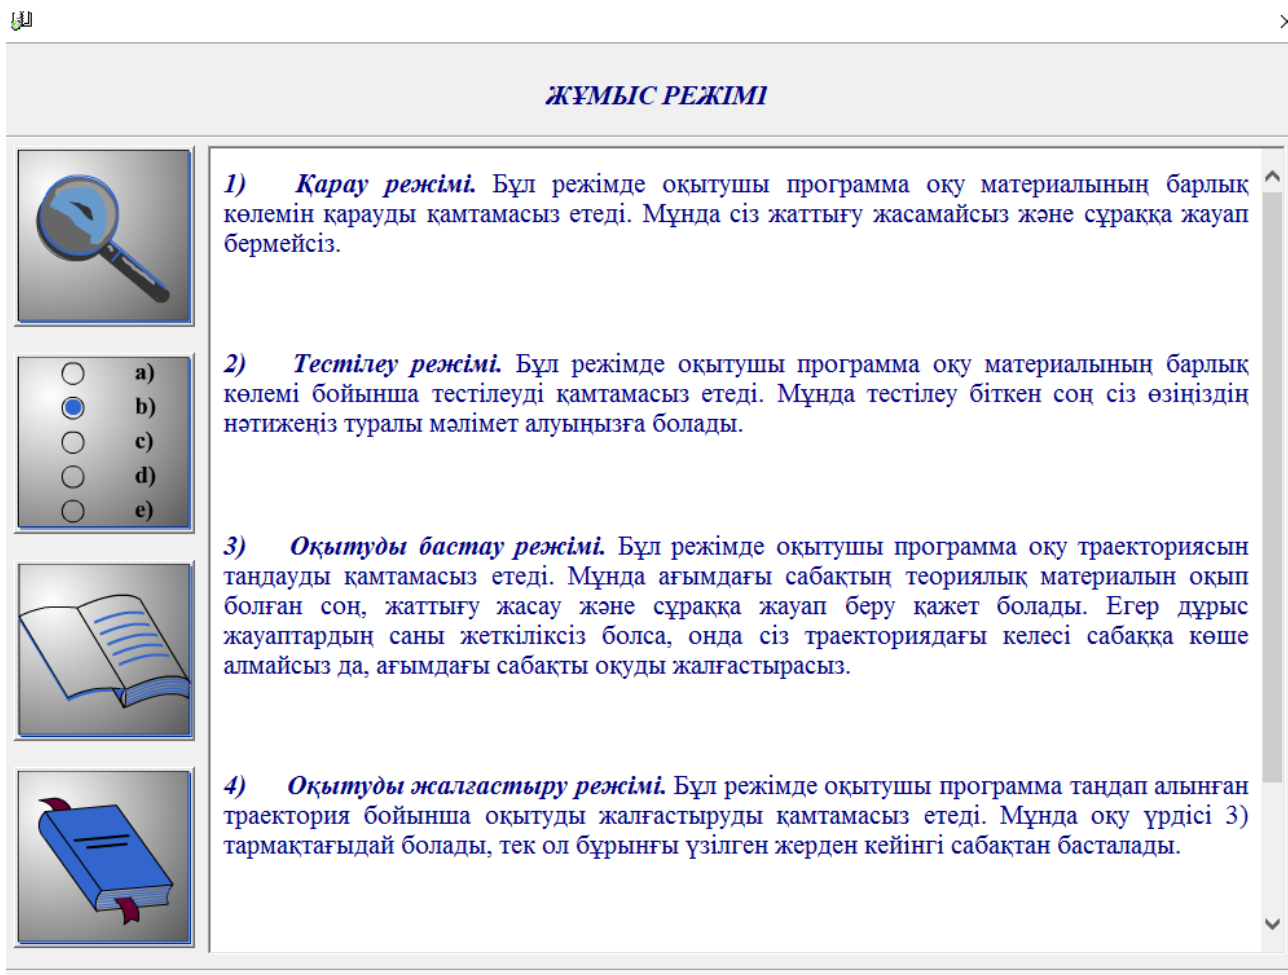 ЖҰМЫС РЕЖІМІ
1) Қарау режімі. Бұл режімде оқытушы программа оқу материалының барлық
көлемін қарауды қамтамасыз етеді. Мұнда сіз жаттығу жасамайсыз және сұраққа жауап
бермейсіз.
a)
b)
c)
d)
e)
2) Тестілеу режімі. Бұл режімде оқытушы программа оқу материалының барлық
көлемі бойынша тестілеуді қамтамасыз етеді. Мұнда тестілеу біткен соң сіз өзіңіздің
нәтижеңіз туралы мәлімет алуыңызға болады.
3) Оқытуды бастау режімі. Бұл режімде оқытушы программа оқу траекториясын
таңдауды қамтамасыз етеді. Мұнда ағымдағы сабақтың теориялық материалын оқып
болған соң, жаттығу жасау және сұраққа жауап беру қажет болады. Егер дұрыс
жауаптардың саны жеткіліксіз болса, онда сіз траекториядағы келесі сабаққа көше
алмайсыз да, ағымдағы сабақты оқуды жалғастырасыз.
4) Оқытуды жалғастыру режімі. Бұл режімде оқытушы программа таңдап алынған
траектория бойынша оқытуды жалғастыруды қамтамасыз етеді. Мұнда оқу үрдісі 3)
тармақтағыдай болады, тек ол бұрынғы үзілген жерден кейінгі сабақтан басталады.